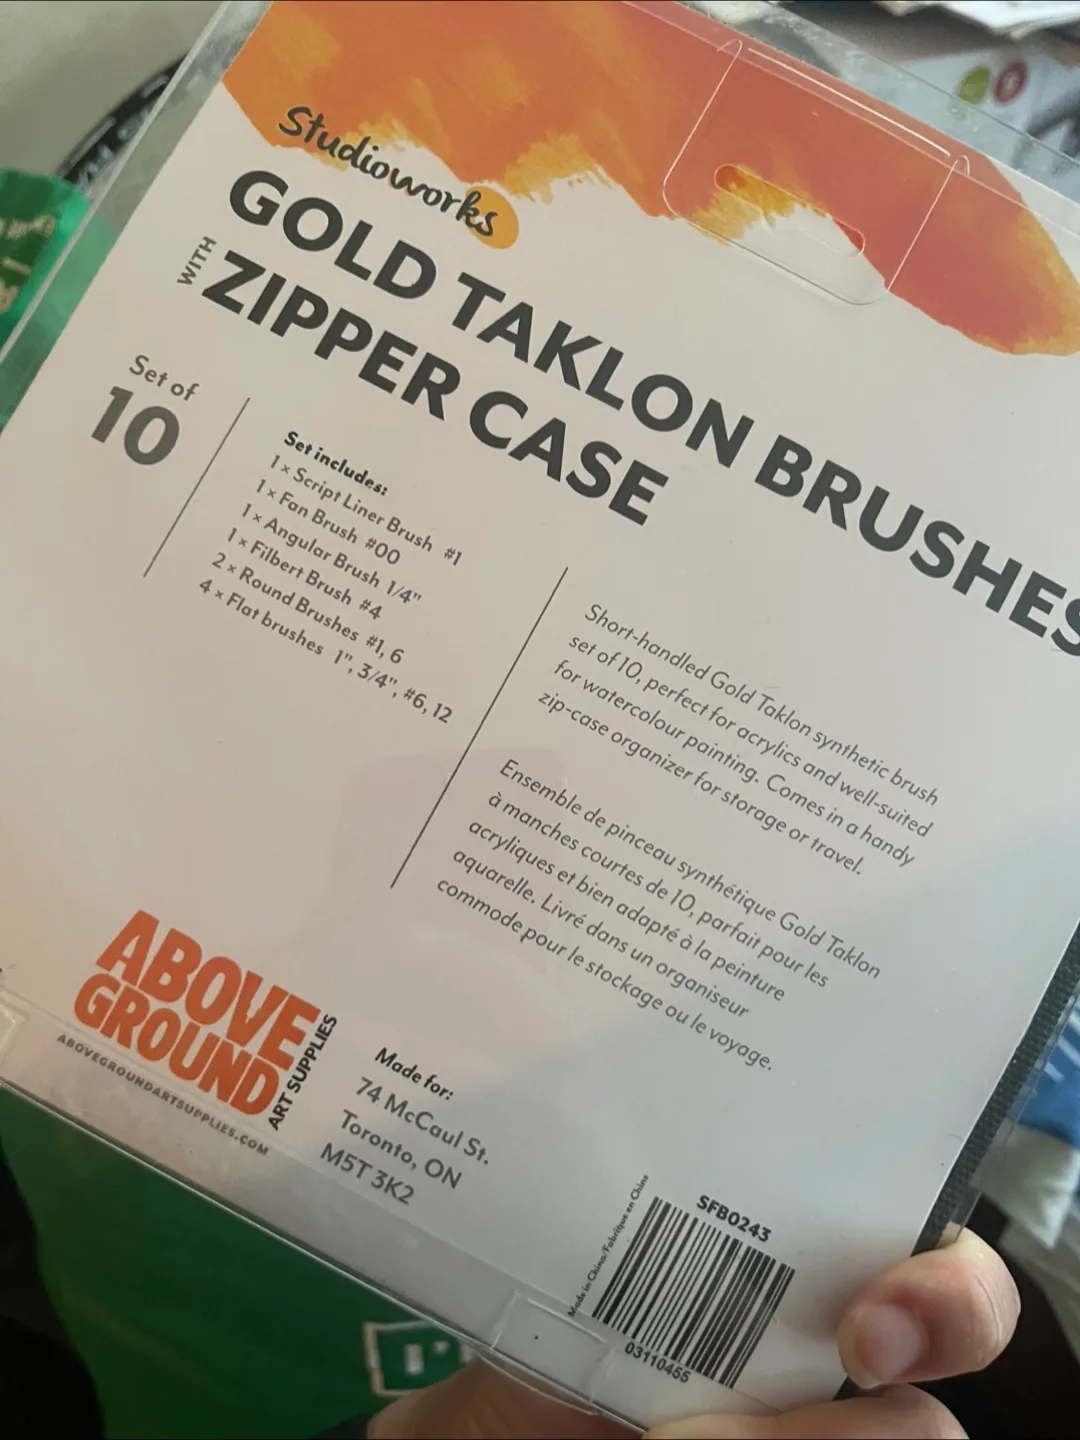 Studioworks
GOLD TAKLON BRUSHES
WITH
ZIPPER CASE
Set of
10
Set includes:
1 × Script Liner Brush #1
1 × Fan Brush #00
1 × Angular Brush 1/4"
1 × Filbert Brush #4
2 × Round Brushes #1, 6
4 × Flat brushes 1", 3/4", #6, 12
Short-handled Gold Taklon synthetic brush
set of 10, perfect for acrylics and well-suited
for watercolour painting. Comes in a handy
zip-case organizer for storage or travel.
Ensemble de pinceau synthétique Gold Taklon
à manches courtes de 10, parfait pour les
acryliques et bien adapté à la peinture
aquarelle. Livré dans un organiseur
commode pour le stockage ou le voyage.
ABOVE
GROUND
ART SUPPLIES
ABOVEGROUNDARTSUPPLIES.COM
Made for:
74 McCaul St.
Toronto, ON
M5T 3K2
Made in China/Fabriqué en Chine
SFB0243
03110455